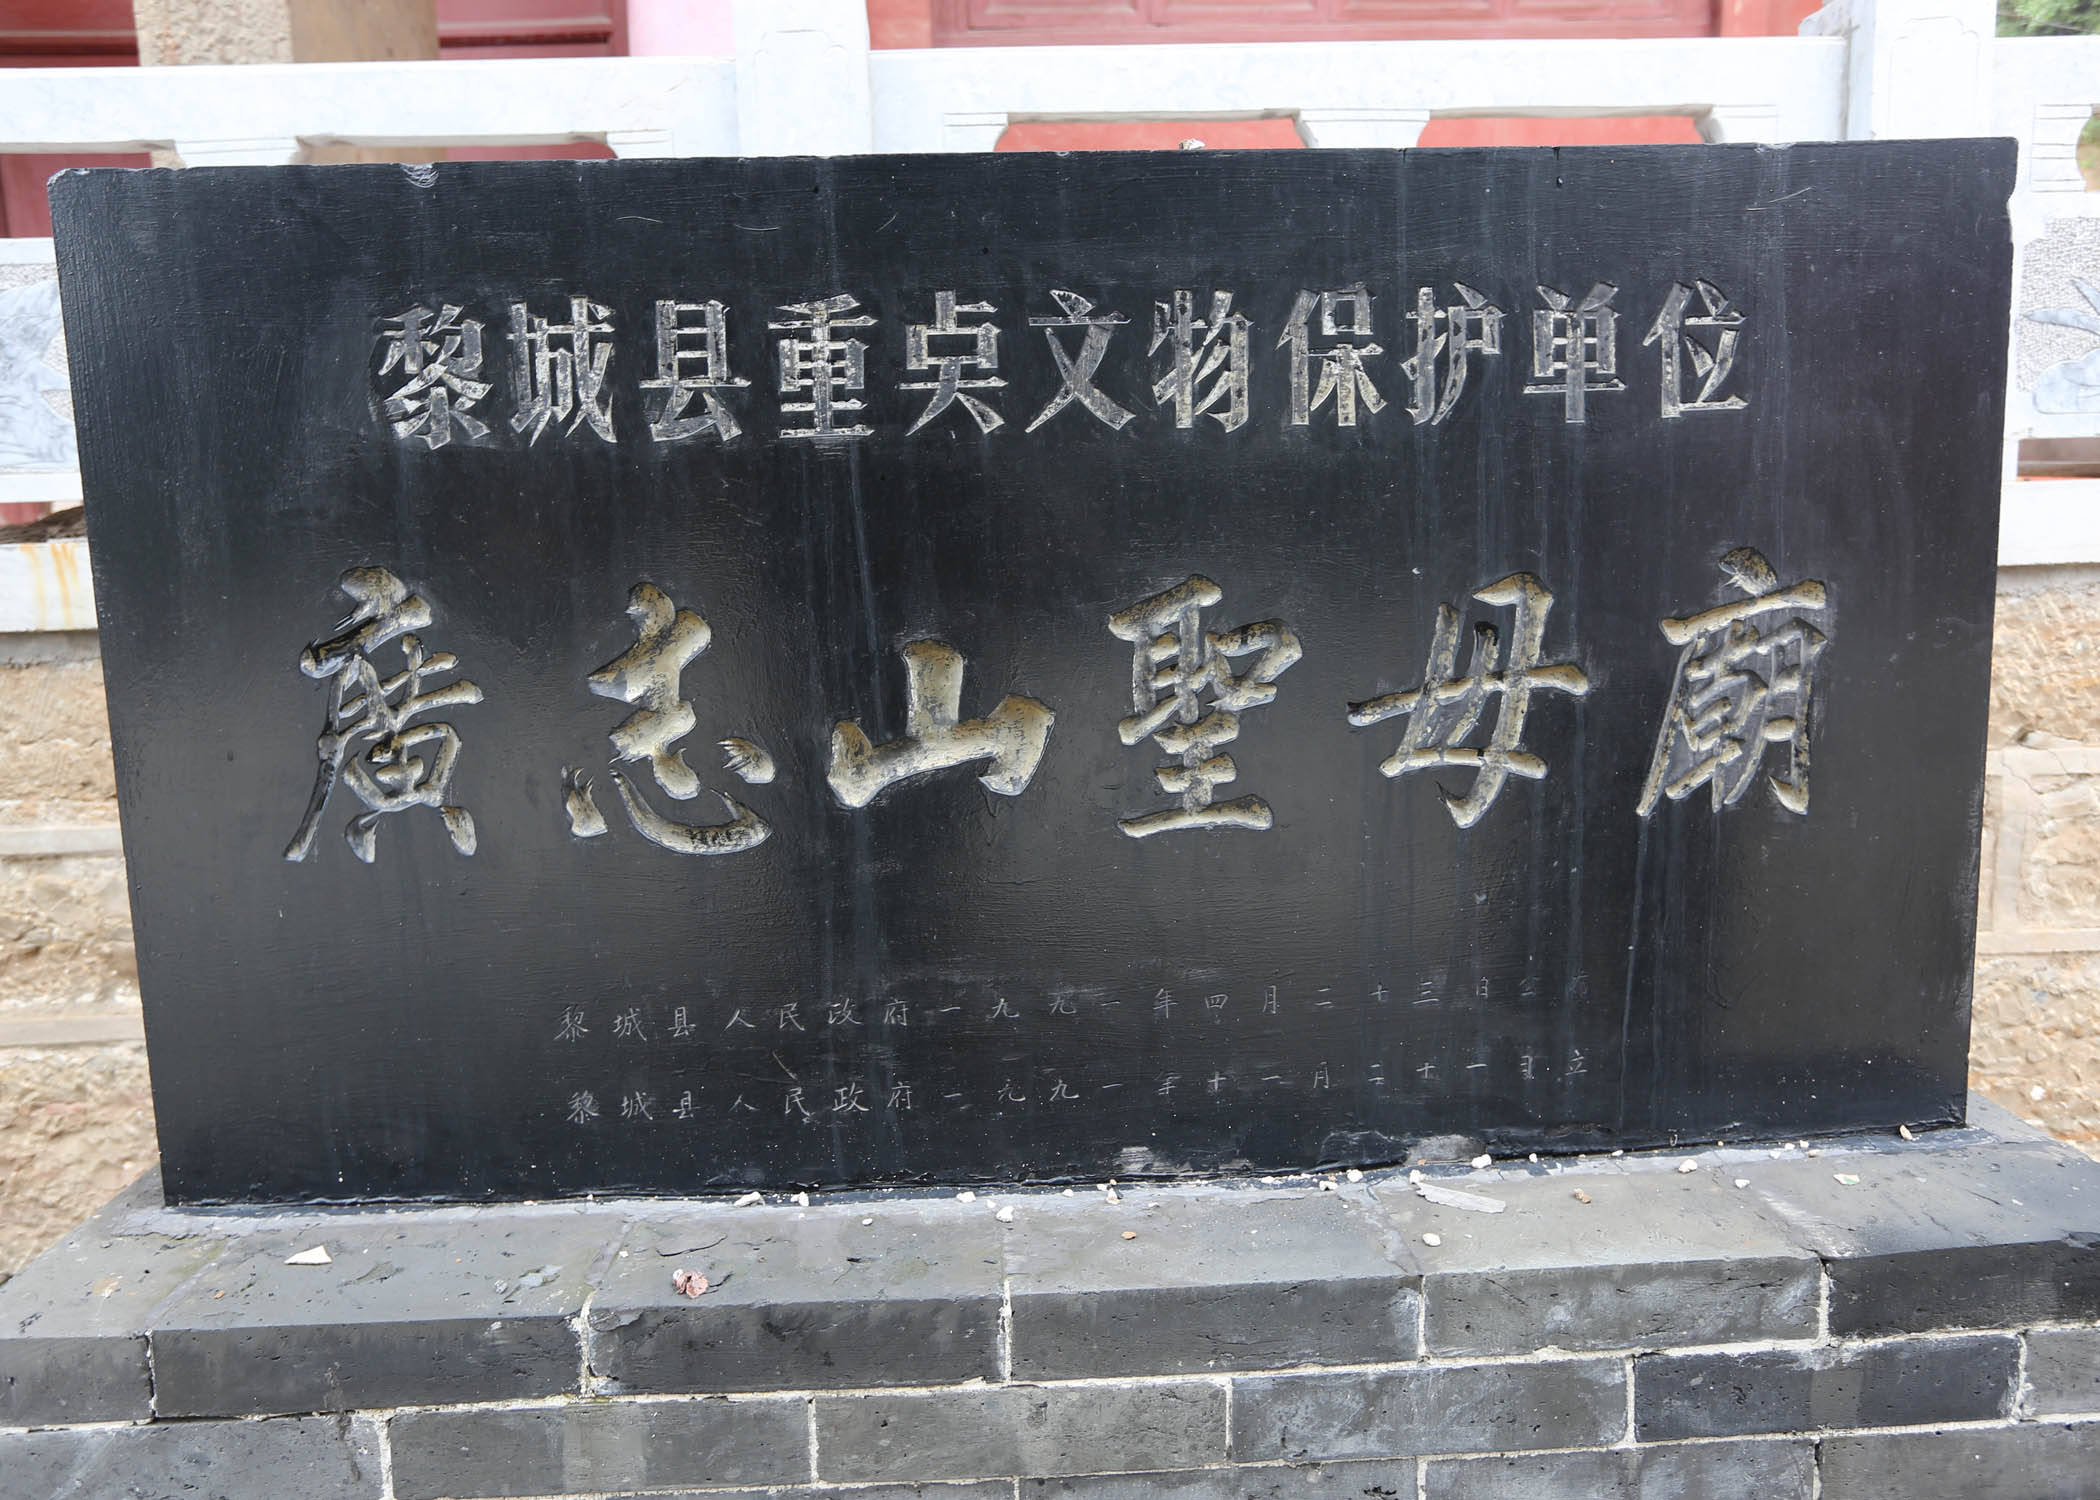 黎城县重点文物保护单位
廣志山聖母廟
黎城县人民政府一九九一年四月二十三日公布
黎城县人民政府一九九一年十一月二十一日立